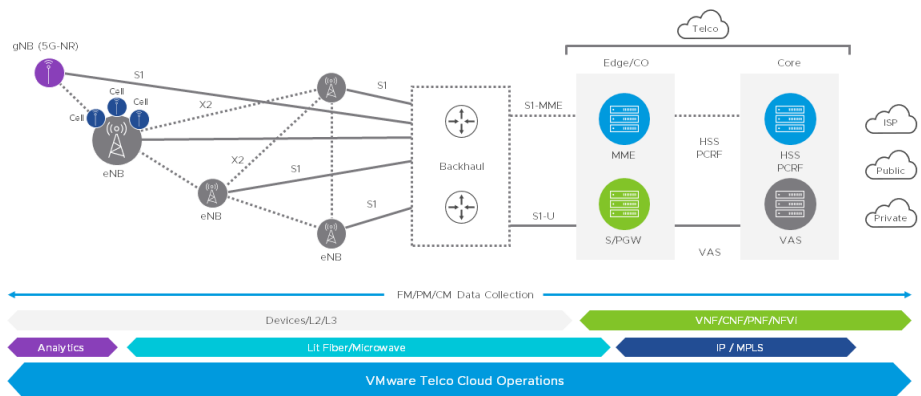 Telco
gNB (5G-NR)
S1
Edge/CO
Core
Cell
Cell
Cell
X2
S1
S1-MME
ISP
eNB
MME
HSS
PCRF
HSS
PCRF
X2
S1
Backhaul
Public
eNB
S1
S1-U
Private
eNB
S/PGW
VAS
VAS
FM/PM/CM Data Collection
Devices/L2/L3
VNF/CNF/PNF/NFVI
Analytics
Lit Fiber/Microwave
IP / MPLS
VMware Telco Cloud Operations